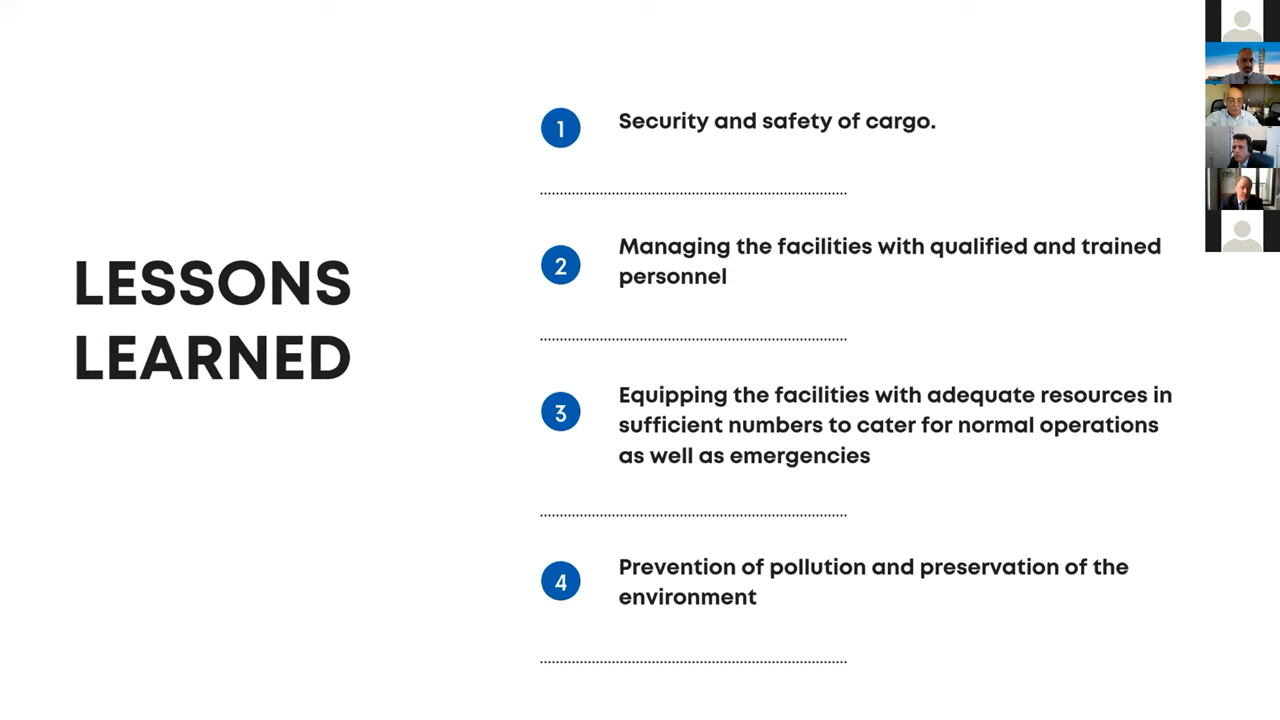 LESSONS
LEARNED
1
Security and safety of cargo.
2
Managing the facilities with qualified and trained
personnel
3
Equipping the facilities with adequate resources in
sufficient numbers to cater for normal operations
as well as emergencies
4
Prevention of pollution and preservation of the
environment